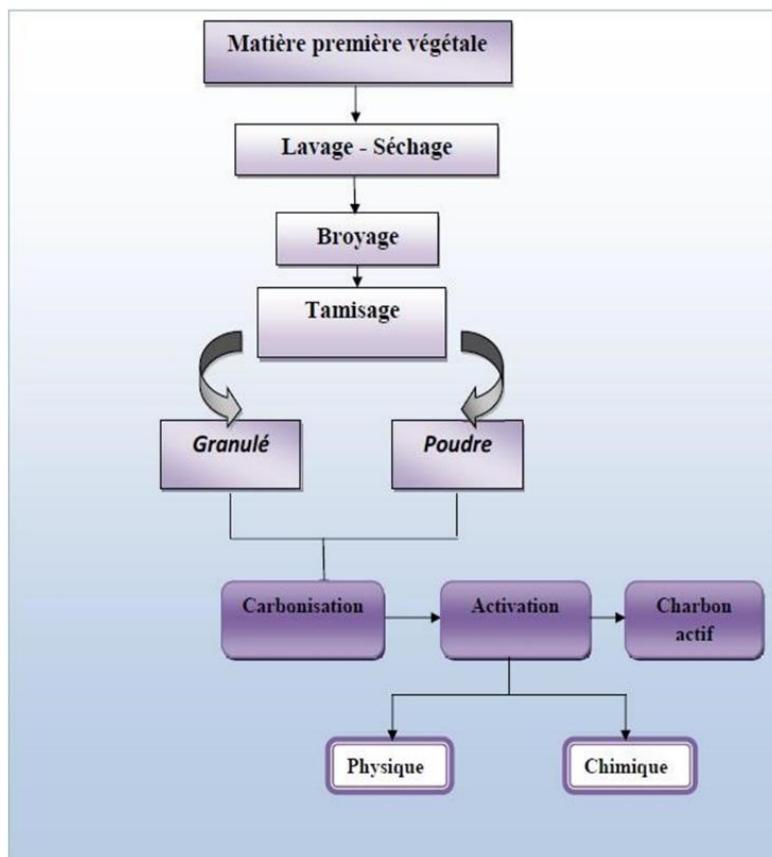 Matière première végétale
Lavage - Séchage
Broyage
Tamisage
Granulé
Poudre
Carbonisation
Activation
Charbon
actif
Physique
Chimique